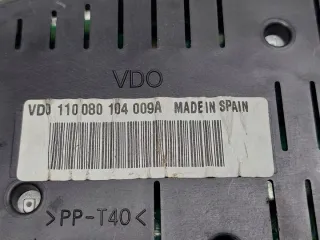 VDO
VDO 110 080 104 009A MADE IN SPAIN
>PP-T40<